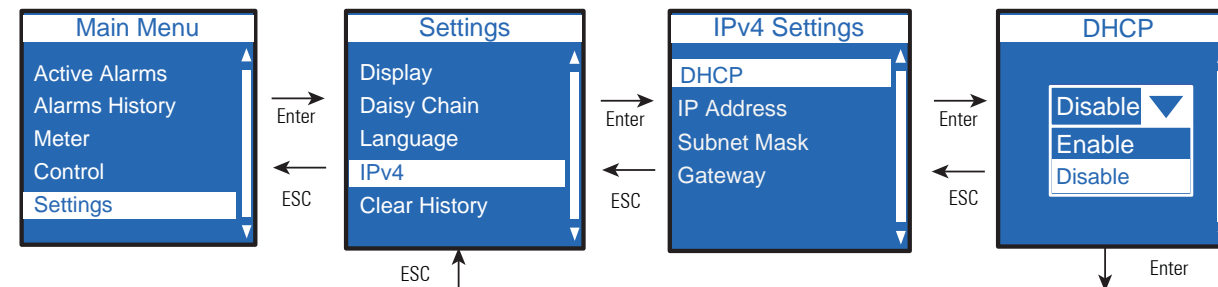 Main Menu
Active Alarms
Alarms History
Meter
Control
Settings
Enter
ESC
Settings
Display
Daisy Chain
Language
IPv4
Clear History
Enter
ESC
IPv4 Settings
DHCP
IP Address
Subnet Mask
Gateway
Enter
ESC
DHCP
Disable
Enable
Disable
ESC
Enter